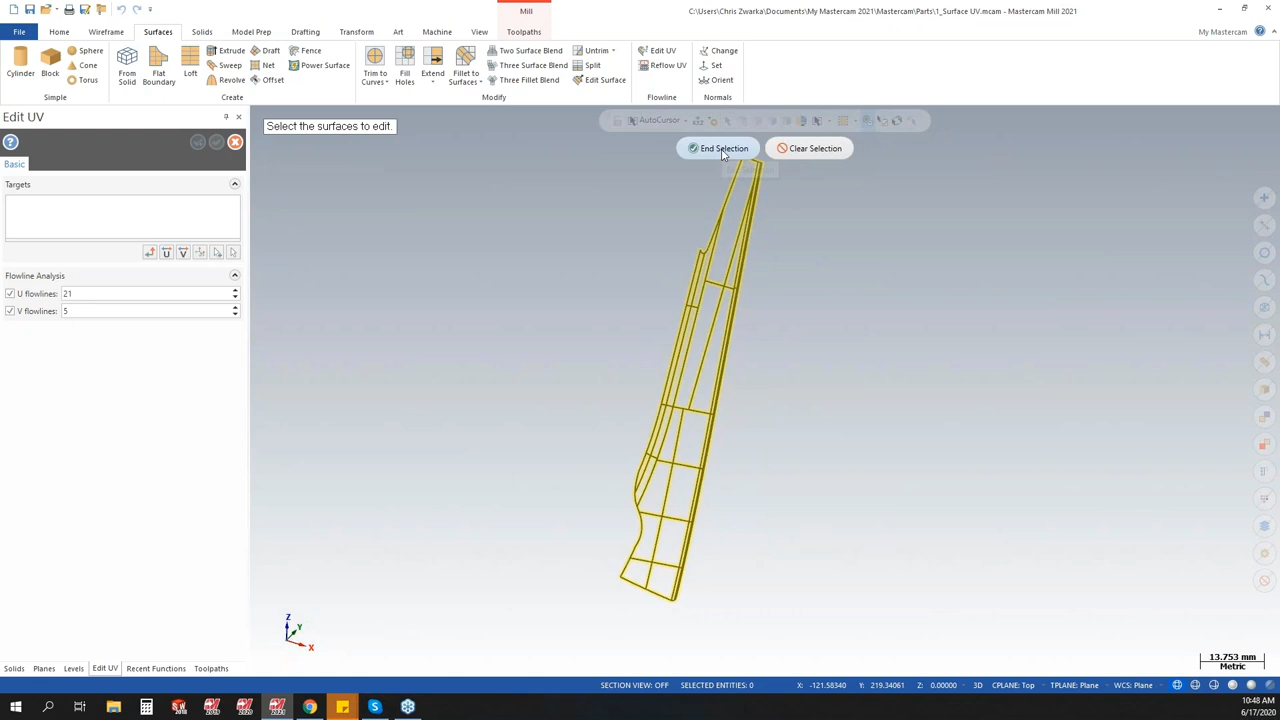 Mill
C:\Users\Chris Zwarka\Documents\My Mastercam 2021\Mastercam\Parts\1_Surface UV.mcam - Mastercam Mill 2021
File Home Wireframe Surfaces Solids Model Prep Drafting Transform Art Machine View Toolpaths
My Mastercam
Cylinder Block Sphere Cone Torus
Simple
From Solid Flat Boundary Loft Extrude Sweep Revolve Draft Net Offset Fence Power Surface
Create
Trim to Curves Fill Holes Extend Fillet to Surfaces Two Surface Blend Three Surface Blend Three Fillet Blend Untrim Split Edit Surface
Modify
Edit UV Reflow UV
Flowline
Change Set Orient
Normals
Edit UV
Basic
Targets
U V
Flowline Analysis
U flowlines: 21
V flowlines: 5
Select the surfaces to edit.
AutoCursor
End Selection Clear Selection
Z
Y
X
13.753 mm
Metric
Solids Planes Levels Edit UV Recent Functions Toolpaths
SECTION VIEW: OFF SELECTED ENTITIES: 0 X: -121.58340 Y: 219.34061 Z: 0.00000 3D CPLANE: Top TPLANE: Plane WCS: Plane
10:48 AM
6/17/2020